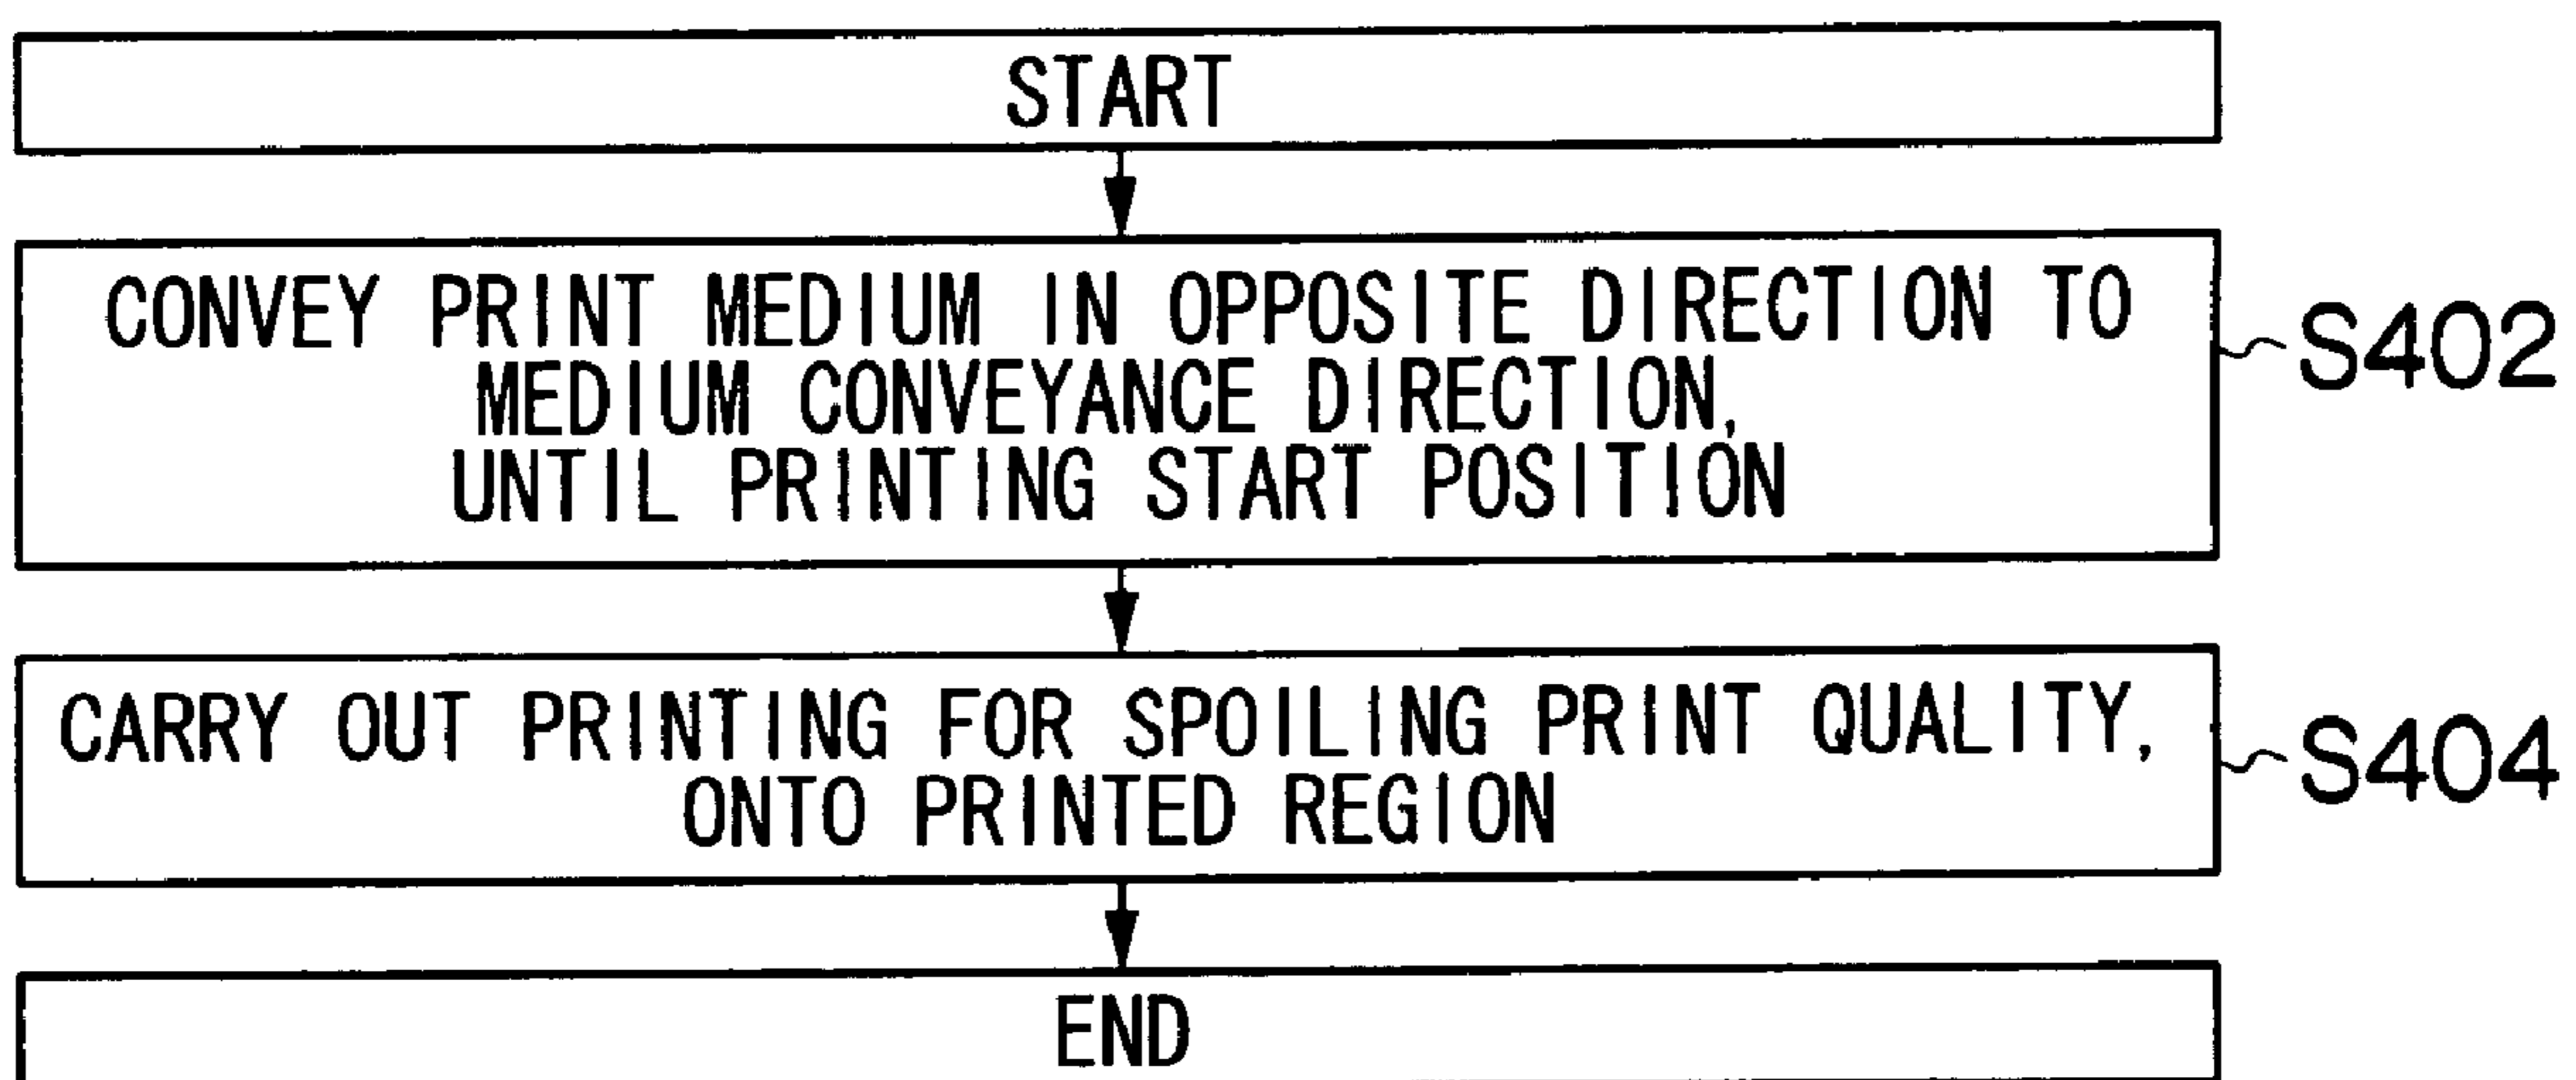 START
CONVEY PRINT MEDIUM IN OPPOSITE DIRECTION TO
MEDIUM CONVEYANCE DIRECTION,
UNTIL PRINTING START POSITION
S402
CARRY OUT PRINTING FOR SPOILING PRINT QUALITY,
ONTO PRINTED REGION
S404
END